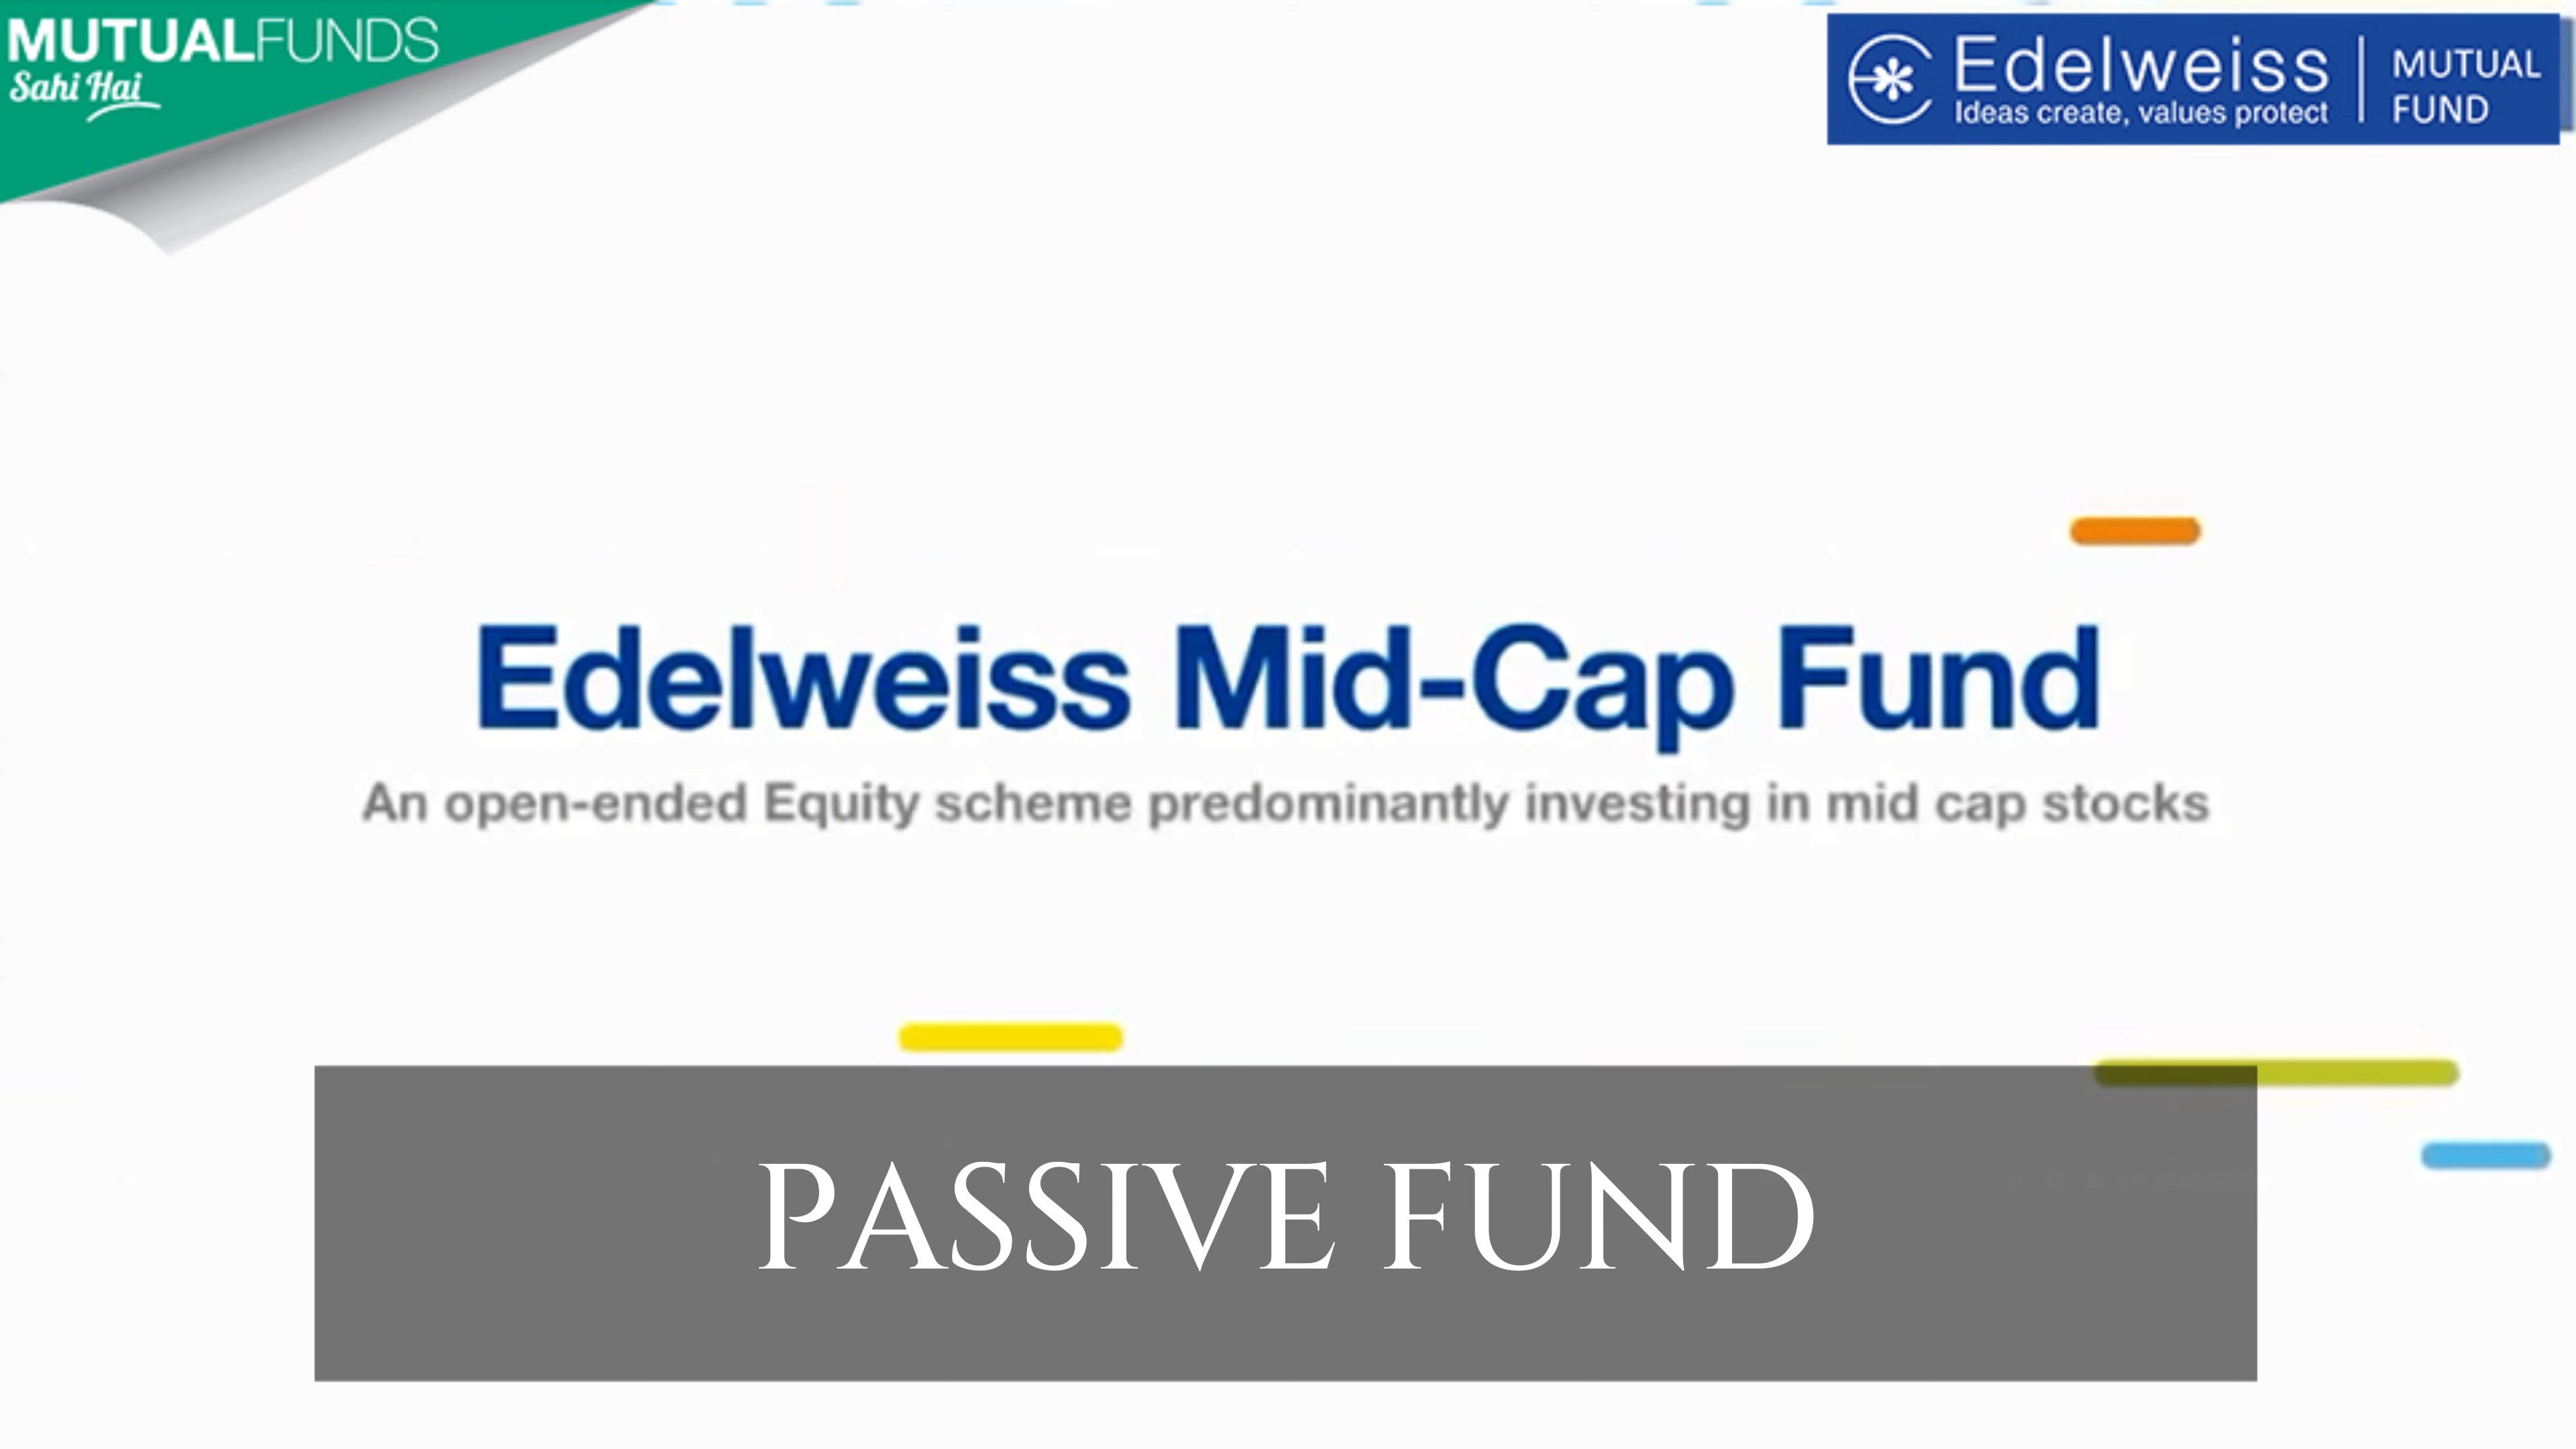 MUTUALFUNDS
Sahi Hai
Edelweiss
Ideas create, values protect
MUTUAL
FUND
Edelweiss Mid-Cap Fund
An open-ended Equity scheme predominantly investing in mid cap stocks
PASSIVE FUND